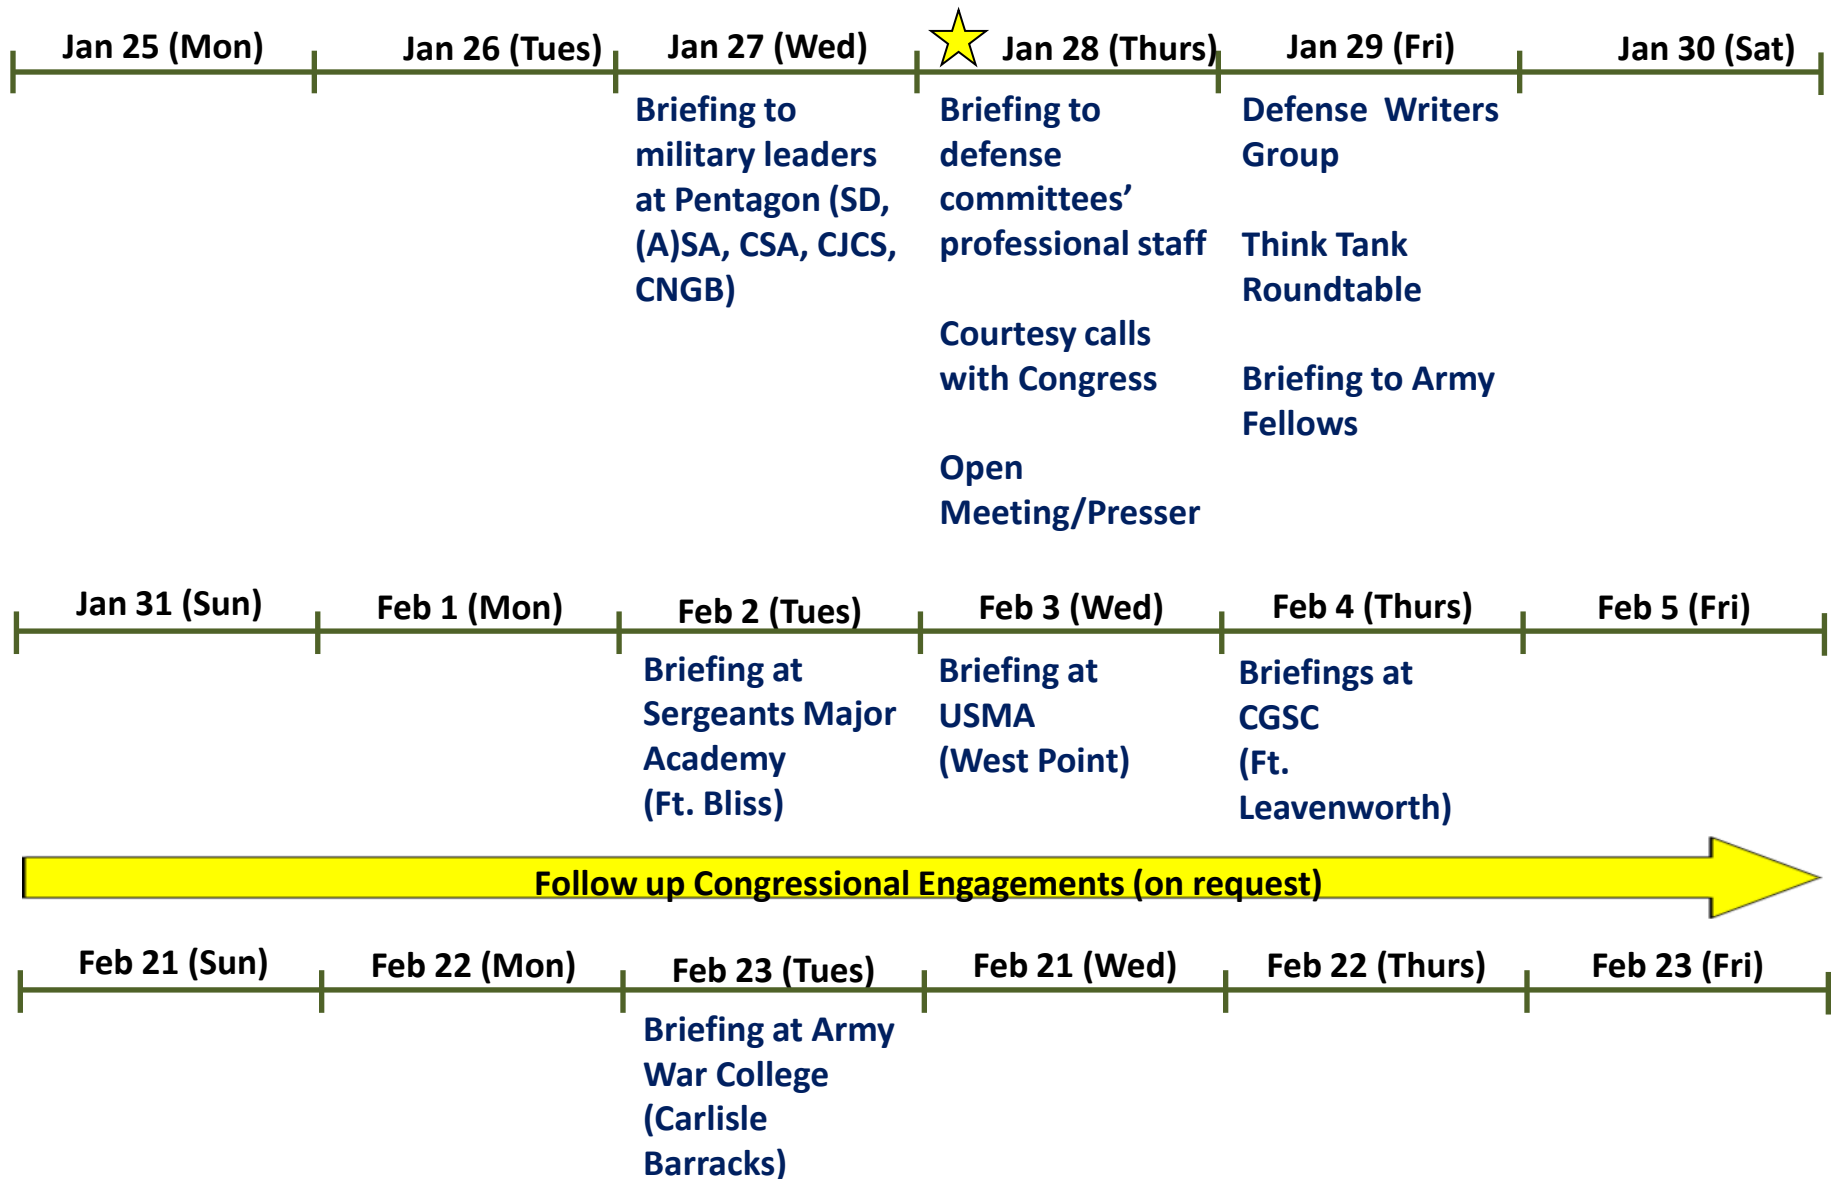 Jan 25 (Mon)
Jan 26 (Tues)
Jan 27 (Wed)
Jan 28 (Thurs)
Jan 29 (Fri)
Jan 30 (Sat)
Briefing to
military leaders
at Pentagon (SD,
(A)SA, CSA, CJCS,
CNGB)
Briefing to
defense
committees’
professional staff
Courtesy calls
with Congress
Open
Meeting/Presser
Defense  Writers
Group
Think Tank
Roundtable
Briefing to Army
Fellows
Jan 31 (Sun)
Feb 1 (Mon)
Feb 2 (Tues)
Feb 3 (Wed)
Feb 4 (Thurs)
Feb 5 (Fri)
Briefing at
Sergeants Major
Academy
(Ft. Bliss)
Briefing at
USMA
(West Point)
Briefings at
CGSC
(Ft.
Leavenworth)
Follow up Congressional Engagements (on request)
Feb 21 (Sun)
Feb 22 (Mon)
Feb 23 (Tues)
Feb 21 (Wed)
Feb 22 (Thurs)
Feb 23 (Fri)
Briefing at Army
War College
(Carlisle
Barracks)